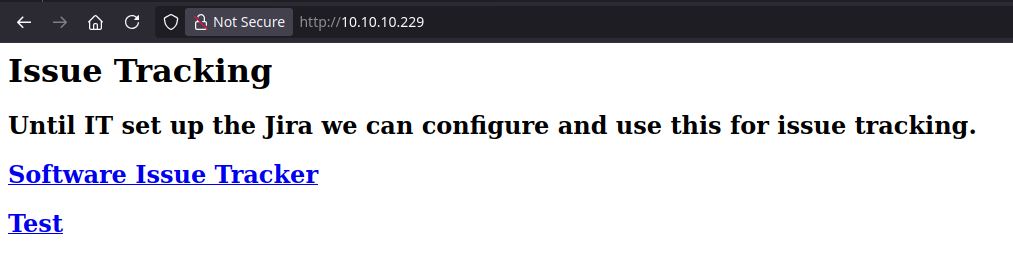 Not Secure http://10.10.10.229
Issue Tracking
Until IT set up the Jira we can configure and use this for issue tracking.
Software Issue Tracker
Test